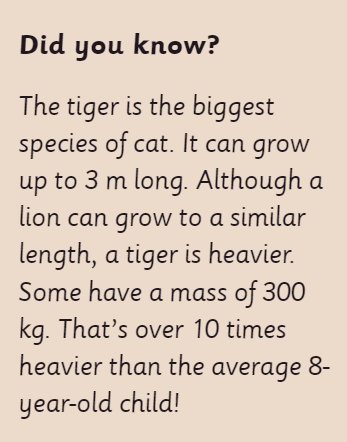 Did you know?
The tiger is the biggest
species of cat. It can grow
up to 3 m long. Although a
lion can grow to a similar
length, a tiger is heavier.
Some have a mass of 300
kg. That's over 10 times
heavier than the average 8-
year-old child!